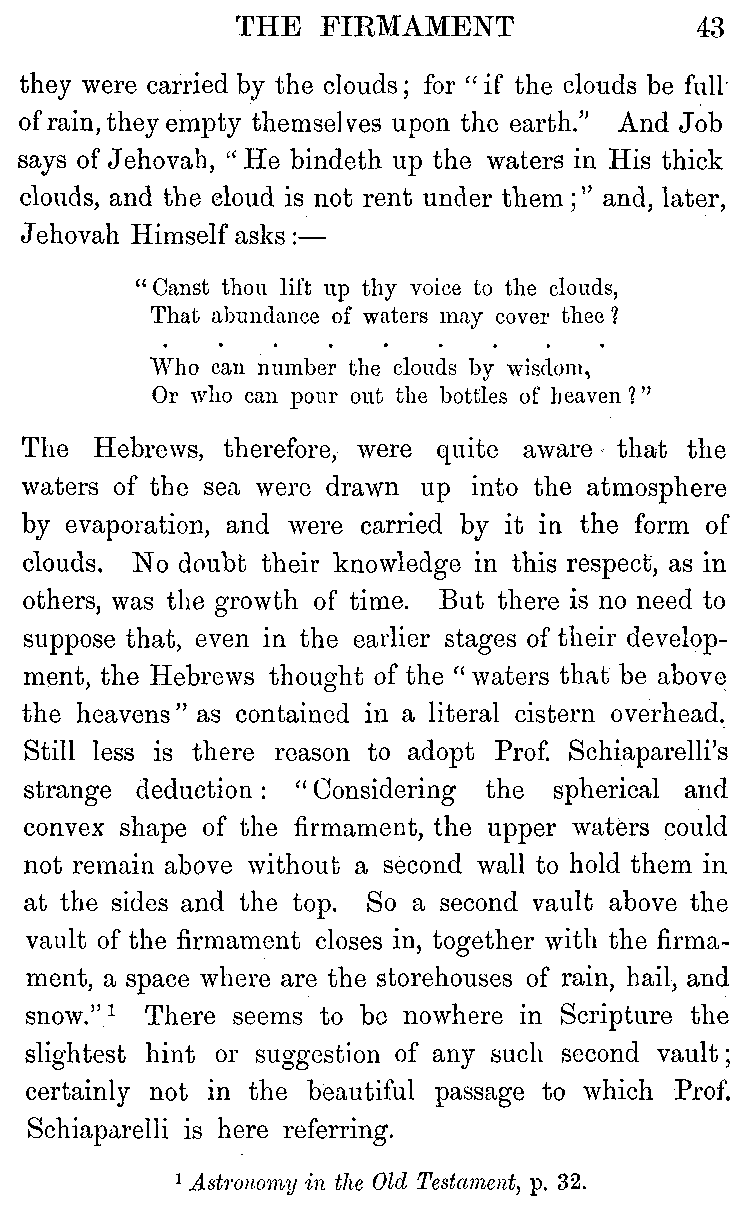 THE FIRMAMENT 43
they were carried by the clouds; for “if the clouds be full
of rain, they empty themselves upon the earth.” And Job
says of Jehovah, “He bindeth up the waters in His thick
clouds, and the cloud is not rent under them;” and, later,
Jehovah Himself asks:—
“Canst thou lift up thy voice to the clouds,
That abundance of waters may cover thee?
. . . . . . . . .
Who can number the clouds by wisdom,
Or who can pour out the bottles of heaven?”
The Hebrews, therefore, were quite aware that the
waters of the sea were drawn up into the atmosphere
by evaporation, and were carried by it in the form of
clouds. No doubt their knowledge in this respect, as in
others, was the growth of time. But there is no need to
suppose that, even in the earlier stages of their develop-
ment, the Hebrews thought of the “waters that be above
the heavens” as contained in a literal cistern overhead.
Still less is there reason to adopt Prof. Schiaparelli’s
strange deduction: “Considering the spherical and
convex shape of the firmament, the upper waters could
not remain above without a second wall to hold them in
at the sides and the top. So a second vault above the
vault of the firmament closes in, together with the firma-
ment, a space where are the storehouses of rain, hail, and
snow.”¹ There seems to be nowhere in Scripture the
slightest hint or suggestion of any such second vault;
certainly not in the beautiful passage to which Prof.
Schiaparelli is here referring.
¹ Astronomy in the Old Testament, p. 32.